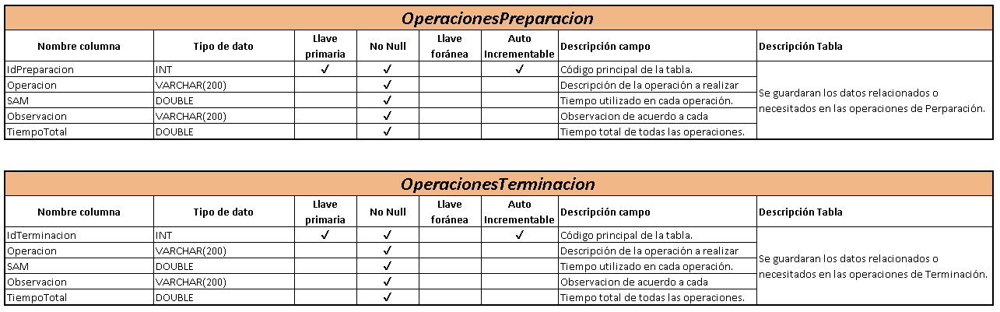 OperacionesPreparacion
Nombre columna Tipo de dato Llave primaria No Null Llave foránea Auto Incrementable Descripción campo Descripción Tabla
IdPreparacion INT ✓ ✓ ✓ Código principal de la tabla.
Operacion VARCHAR(200) ✓ Descripción de la operación a realizar
SAM DOUBLE ✓ Tiempo utilizado en cada operación.
Observacion VARCHAR(200) ✓ Observacion de acuerdo a cada
TiempoTotal DOUBLE ✓ Tiempo total de todas las operaciones.
Se guardaran los datos relacionados o
necesitados en las operaciones de Perparación.
OperacionesTerminacion
Nombre columna Tipo de dato Llave primaria No Null Llave foránea Auto Incrementable Descripción campo Descripción Tabla
IdTerminacion INT ✓ ✓ ✓ Código principal de la tabla.
Operacion VARCHAR(200) ✓ Descripción de la operación a realizar
SAM DOUBLE ✓ Tiempo utilizado en cada operación.
Observacion VARCHAR(200) ✓ Observacion de acuerdo a cada
TiempoTotal DOUBLE ✓ Tiempo total de todas las operaciones.
Se guardaran los datos relacionados o
necesitados en las operaciones de Terminación.